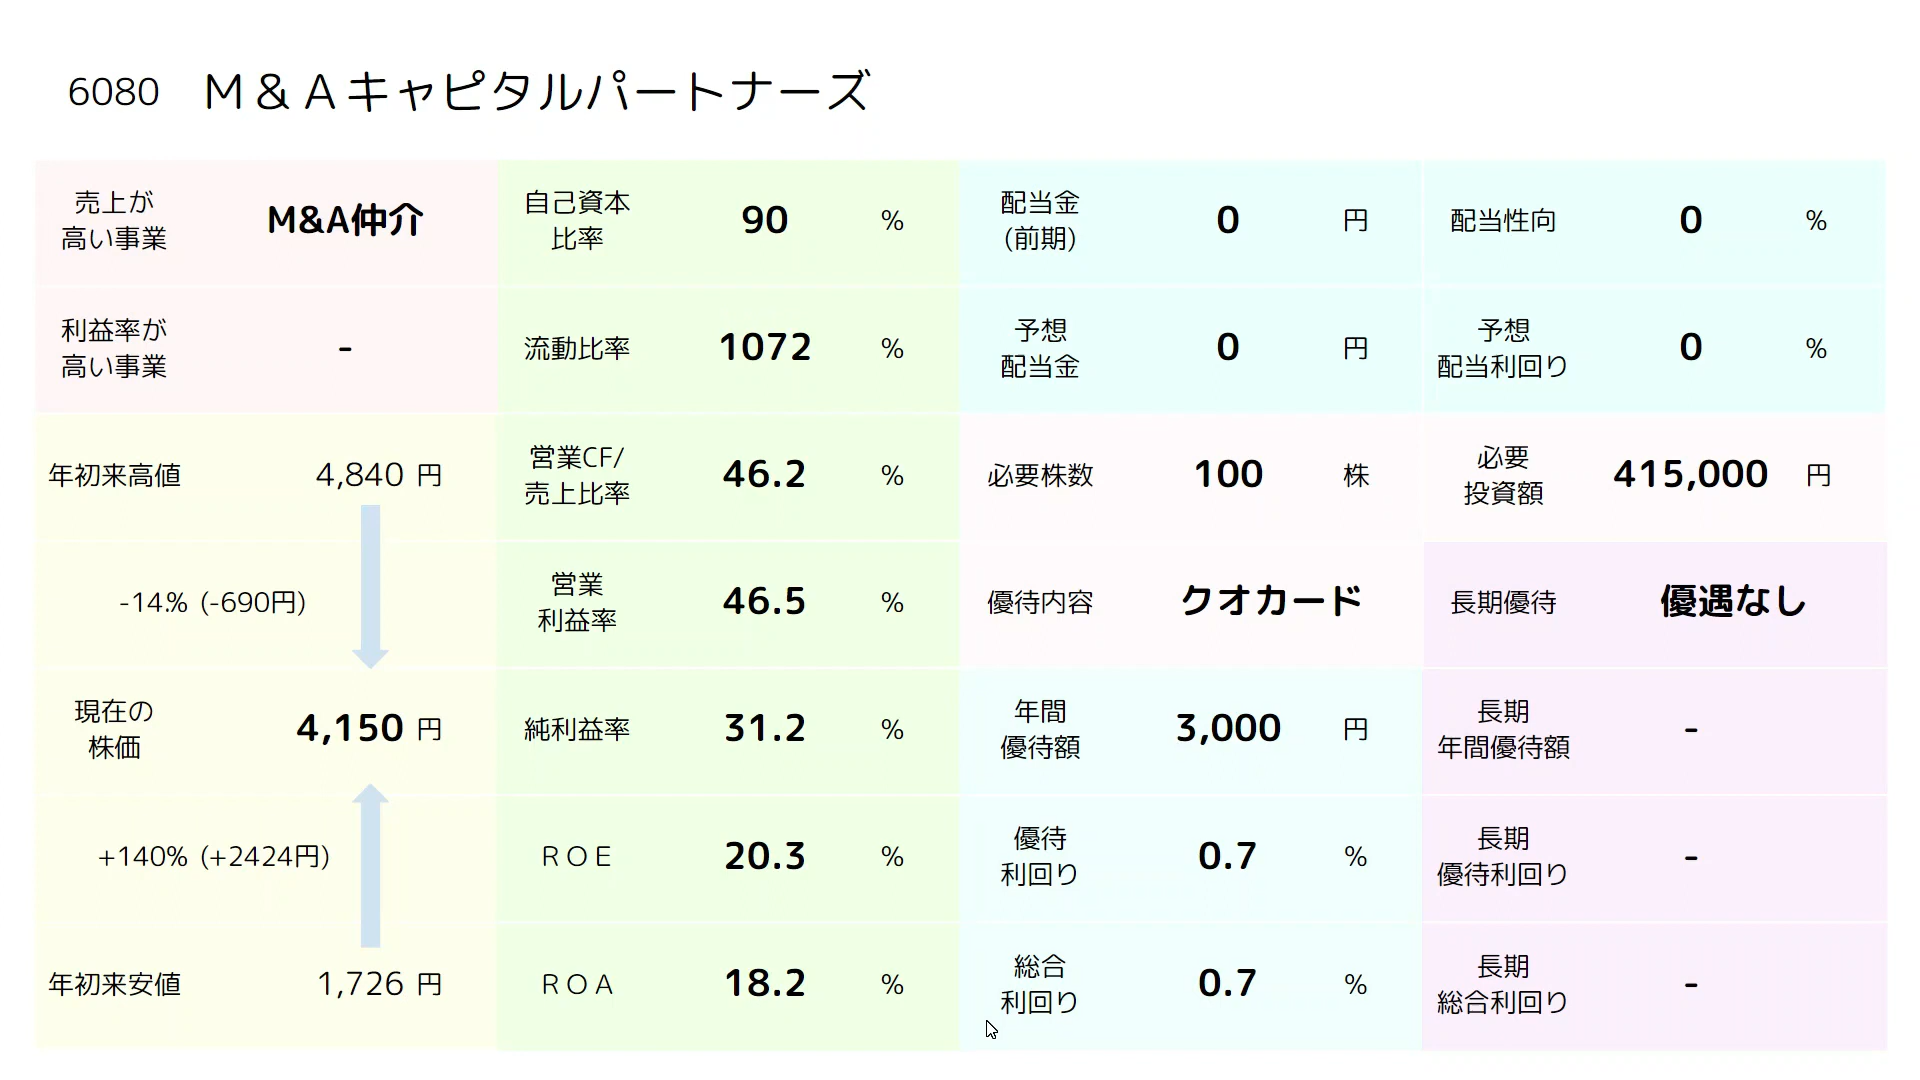 6080 M&Aキャピタルパートナーズ
売上が
高い事業
M&A仲介
自己資本
比率
90 %
配当金
(前期)
0 円
配当性向
0 %
利益率が
高い事業
-
流動比率
1072 %
予想
配当金
0 円
予想
配当利回り
0 %
年初来高値
4,840 円
営業CF/
売上比率
46.2 %
必要株数
100 株
必要
投資額
415,000 円
-14% (-690円)
営業
利益率
46.5 %
優待内容
クオカード
長期優待
優遇なし
現在の
株価
4,150 円
純利益率
31.2 %
年間
優待額
3,000 円
長期
年間優待額
-
+140% (+2424円)
ROE
20.3 %
優待
利回り
0.7 %
長期
優待利回り
-
年初来安値
1,726 円
ROA
18.2 %
総合
利回り
0.7 %
長期
総合利回り
-